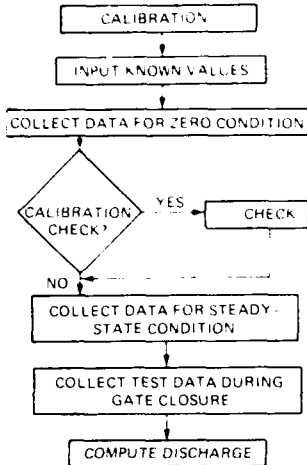 CALIBRATION
INPUT KNOWN VALUES
COLLECT DATA FOR ZERO CONDITION
CALIBRATION
CHECK?
YES
CHECK
NO
COLLECT DATA FOR STEADY-
STATE CONDITION
COLLECT TEST DATA DURING
GATE CLOSURE
COMPUTE DISCHARGE